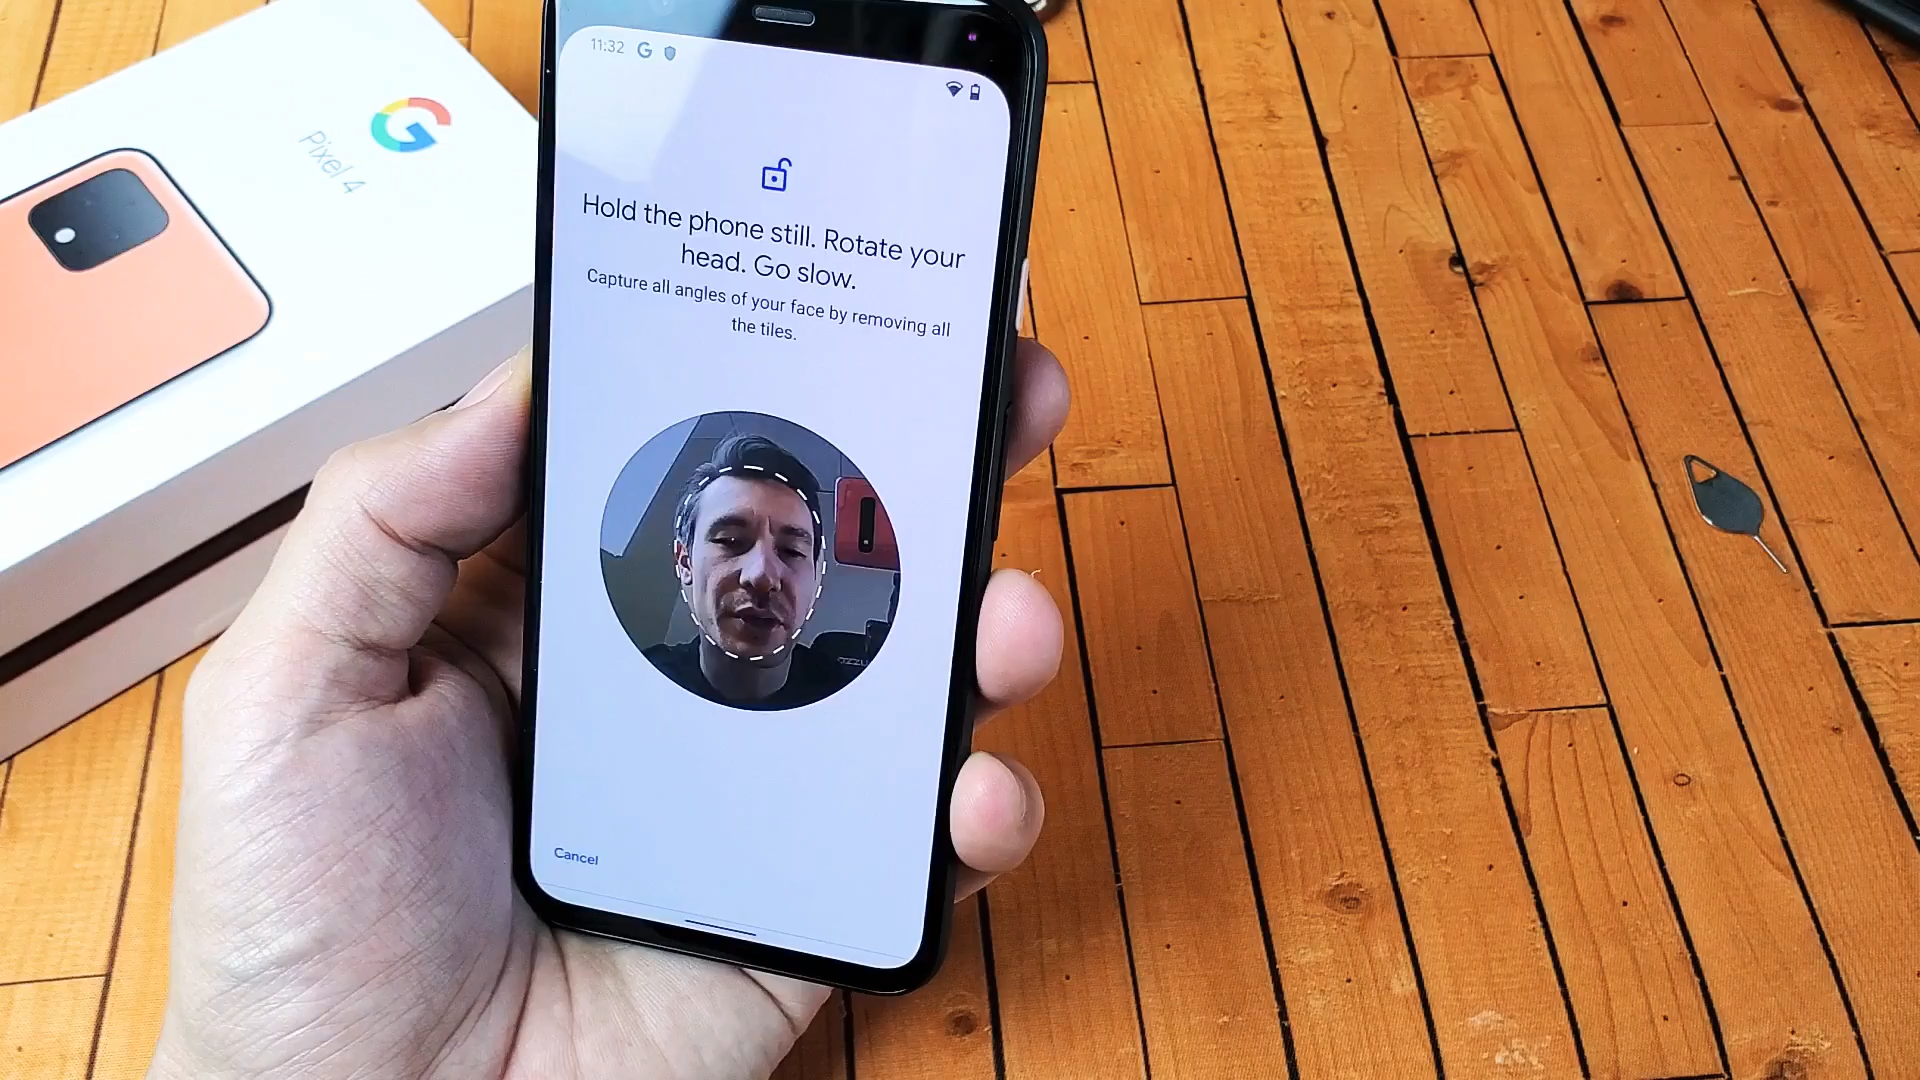 Pixel 4
11:32 G
Hold the phone still. Rotate your
head. Go slow.
Capture all angles of your face by removing all
the tiles.
Cancel